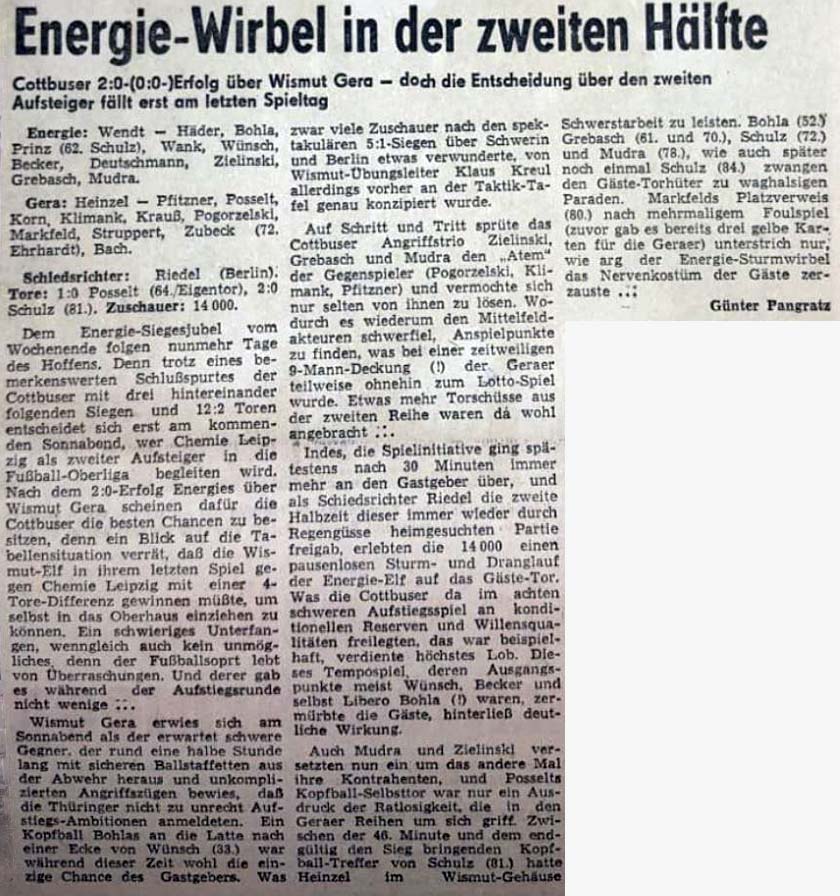 Energie-Wirbel in der zweiten Hälfte
Cottbuser 2:0-(0:0-)Erfolg über Wismut Gera — doch die Entscheidung über den zweiten
Aufsteiger fällt erst am letzten Spieltag
Energie: Wendt — Häder, Bohla,
Prinz (62. Schulz), Wank, Wünsch,
Becker, Deutschmann, Zielinski,
Grebasch, Mudra.
Gera: Heinzel — Pfitzner, Posselt,
Korn, Klimank, Krauß, Pogorzelski,
Markfeld, Struppert, Zubeck (72.
Ehrhardt), Bach.
Schiedsrichter: Riedel (Berlin).
Tore: 1:0 Posselt (64./Eigentor), 2:0
Schulz (81.). Zuschauer: 14 000.
Dem Energie-Siegesjubel vom
Wochenende folgen nunmehr Tage
des Hoffens. Denn trotz eines be-
merkenswerten Schlußspurtes der
Cottbuser mit drei hintereinander
folgenden Siegen und 12:2 Toren
entscheidet sich erst am kommen-
den Sonnabend, wer Chemie Leip-
zig als zweiter Aufsteiger in die
Fußball-Oberliga begleiten wird.
Nach dem 2:0-Erfolg Energies über
Wismut Gera scheinen dafür die
Cottbuser die besten Chancen zu be-
sitzen, denn ein Blick auf die Ta-
bellensituation verrät, daß die Wis-
mut-Elf in ihrem letzten Spiel ge-
gen Chemie Leipzig mit einer 4-
Tore-Differenz gewinnen müßte, um
selbst in das Oberhaus einziehen zu
können. Ein schwieriges Unterfan-
gen, wenngleich auch kein unmög-
liches, denn der Fußballsoprt lebt
von Überraschungen. Und derer gab
es während der Aufstiegsrunde
nicht wenige ...
Wismut Gera erwies sich am
Sonnabend als der erwartet schwere
Gegner, der rund eine halbe Stunde
lang mit sicheren Ballstaffetten aus
der Abwehr heraus und unkompli-
zierten Angriffszügen bewies, daß
die Thüringer nicht zu unrecht Auf-
stiegs-Ambitionen anmeldeten. Ein
Kopfball Bohlas an die Latte nach
einer Ecke von Wünsch (33.) war
während dieser Zeit wohl die ein-
zige Chance des Gastgebers. Was
zwar viele Zuschauer nach den spek-
takulären 5:1-Siegen über Schwerin
und Berlin etwas verwunderte, von
Wismut-Übungsleiter Klaus Kreul
allerdings vorher an der Taktik-Ta-
fel genau konzipiert wurde.
Auf Schritt und Tritt sprüte das
Cottbuser Angriffstrio Zielinski,
Grebasch und Mudra den „Atem“
der Gegenspieler (Pogorzelski, Kli-
mank, Pfitzner) und vermochte sich
nur selten von ihnen zu lösen. Wo-
durch es wiederum den Mittelfeld-
akteuren schwerfiel, Anspielpunkte
zu finden, was bei einer zeitweiligen
9-Mann-Deckung (!) der Geraer
teilweise ohnehin zum Lotto-Spiel
wurde. Etwas mehr Torschüsse aus
der zweiten Reihe waren da wohl
angebracht ...
Indes, die Spielinitiative ging spä-
testens nach 30 Minuten immer
mehr an den Gastgeber über, und
als Schiedsrichter Riedel die zweite
Halbzeit dieser immer wieder durch
Regengüsse heimgesuchten Partie
freigab, erlebten die 14 000 einen
pausenlosen Sturm- und Dranglauf
der Energie-Elf auf das Gäste-Tor.
Was die Cottbuser da im achten
schweren Aufstiegsspiel an kondi-
tionellen Reserven und Willensqua-
litäten freilegten, das war beispiel-
haft, verdiente höchstes Lob. Die-
ses Tempospiel, deren Ausgangs-
punkte meist Wünsch, Becker und
selbst Libero Bohla (!) waren, zer-
mürbte die Gäste, hinterließ deut-
liche Wirkung.
Auch Mudra und Zielinski ver-
setzten nun ein um das andere Mal
ihre Kontrahenten, und Posselts
Kopfball-Selbsttor war nur ein Aus-
druck der Ratlosigkeit, die in den
Geraer Reihen um sich griff. Zwi-
schen der 46. Minute und dem end-
gültig den Sieg bringenden Kopf-
ball-Treffer von Schulz (81.) hatte
Heinzel im Wismut-Gehäuse
Schwerstarbeit zu leisten. Bohla (52.)
Grebasch (61. und 70.), Schulz (72.)
und Mudra (78.), wie auch später
noch einmal Schulz (84.) zwangen
den Gäste-Torhüter zu waghalsigen
Paraden. Markfelds Platzverweis
(80.) nach mehrmaligem Foulspiel
(zuvor gab es bereits drei gelbe Kar-
ten für die Geraer) unterstrich nur,
wie arg der Energie-Sturmwirbel
das Nervenkostüm der Gäste zer-
zauste ...
Günter Pangratz